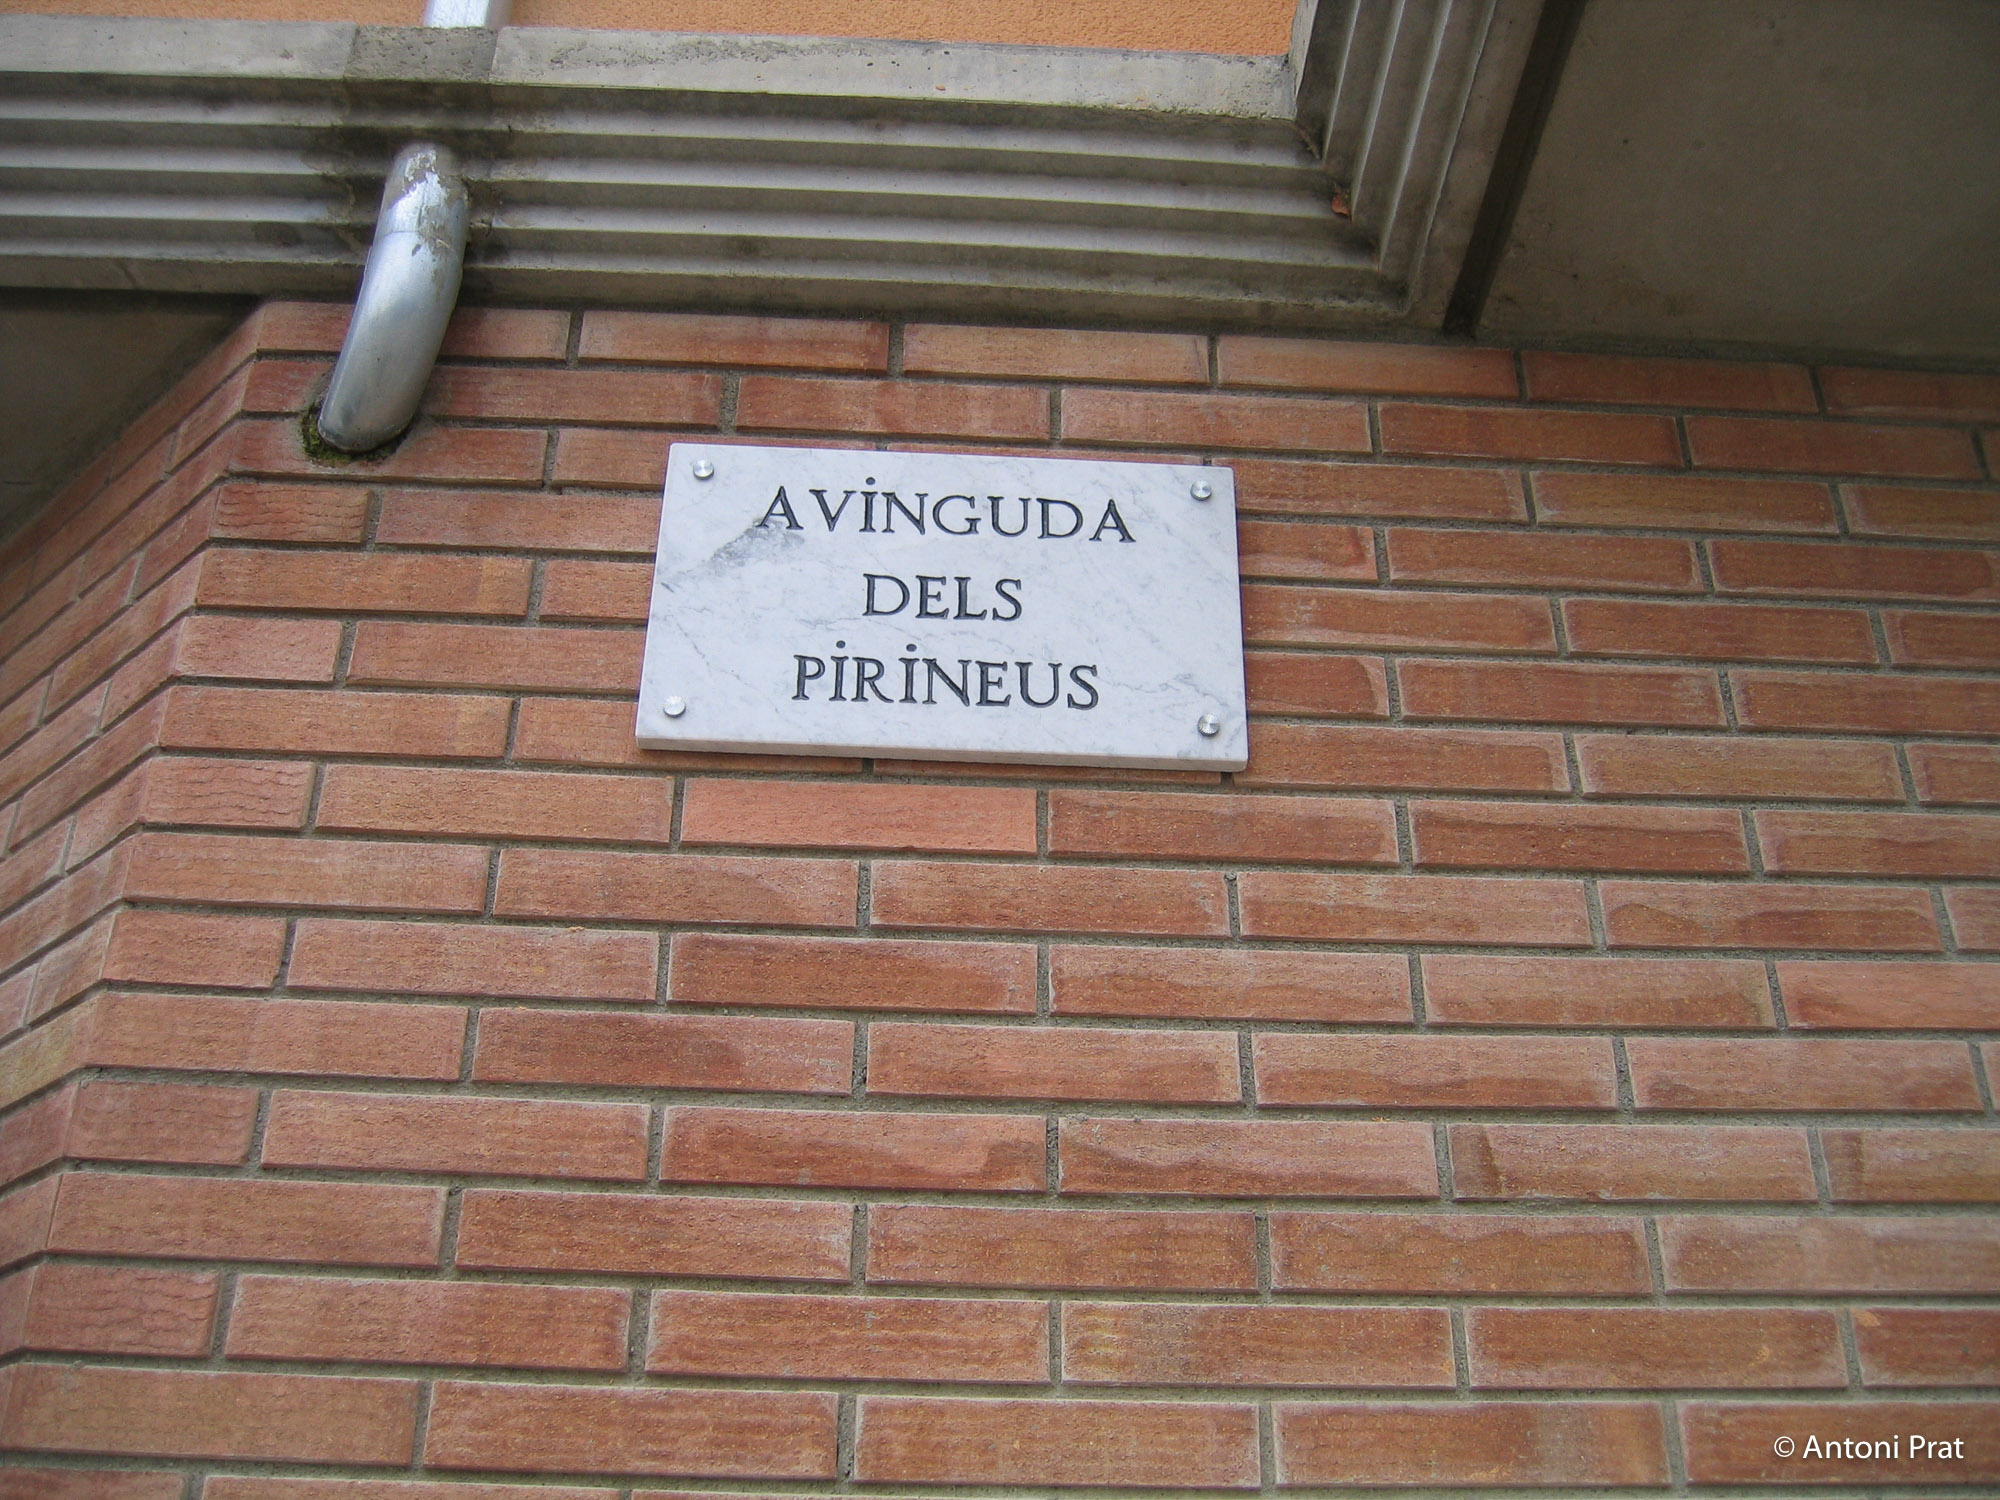 AVINGUDA
DELS
PIRINEUS
© Antoni Prat